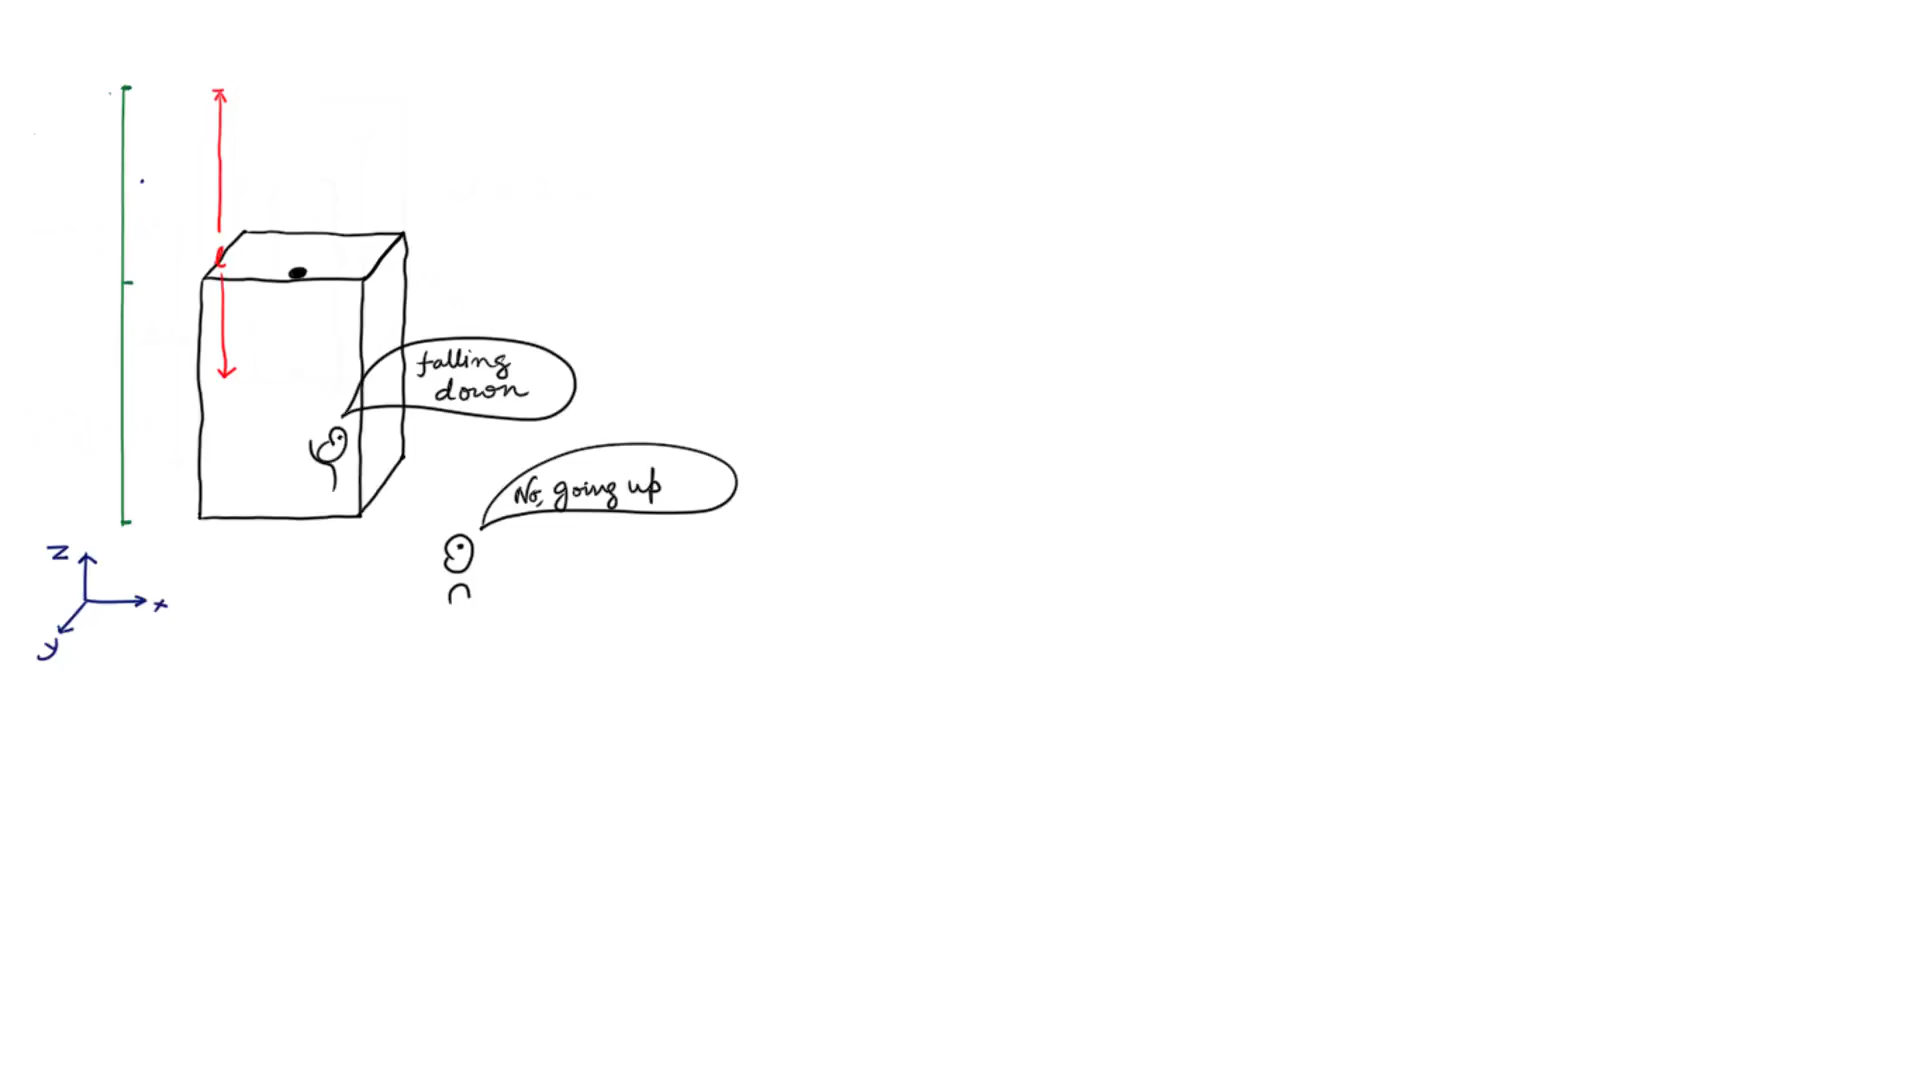 falling
down
No, going up
z
x
y